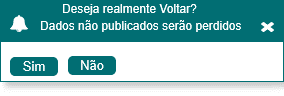 Deseja realmente Voltar?
Dados não publicados serão perdidos
Sim
Não